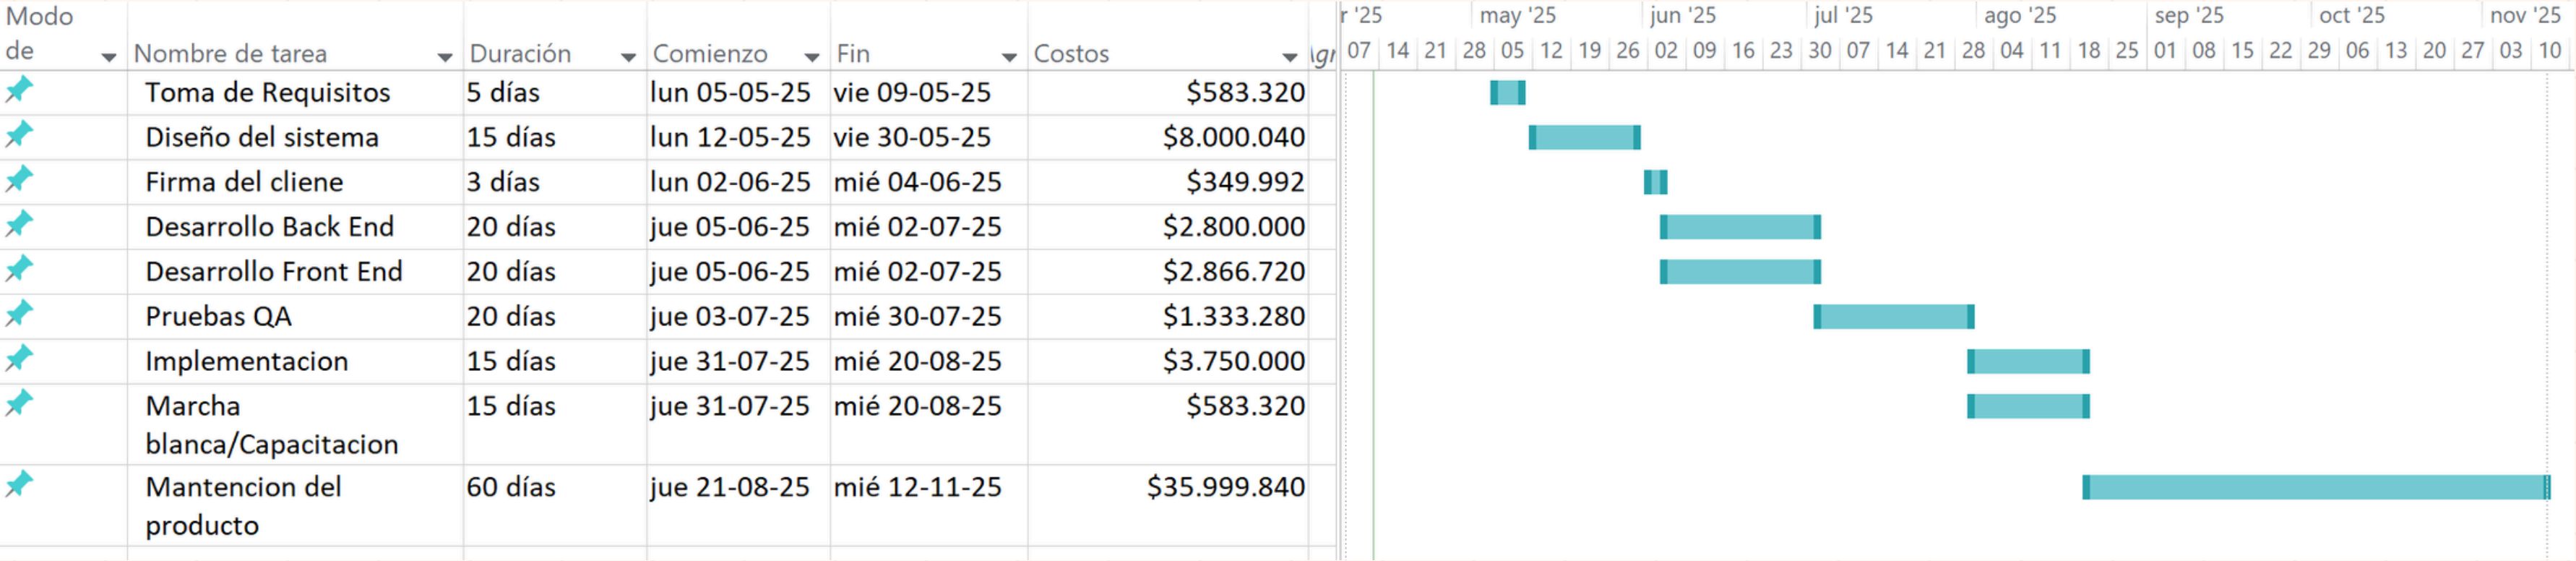 Modo de
Nombre de tarea
Duración
Comienzo
Fin
Costos
Agr
r '25 may '25 jun '25 jul '25 ago '25 sep '25 oct '25 nov '25
07 14 21 28 05 12 19 26 02 09 16 23 30 07 14 21 28 04 11 18 25 01 08 15 22 29 06 13 20 27 03 10
Toma de Requisitos 5 días lun 05-05-25 vie 09-05-25 $583.320
Diseño del sistema 15 días lun 12-05-25 vie 30-05-25 $8.000.040
Firma del cliene 3 días lun 02-06-25 mié 04-06-25 $349.992
Desarrollo Back End 20 días jue 05-06-25 mié 02-07-25 $2.800.000
Desarrollo Front End 20 días jue 05-06-25 mié 02-07-25 $2.866.720
Pruebas QA 20 días jue 03-07-25 mié 30-07-25 $1.333.280
Implementacion 15 días jue 31-07-25 mié 20-08-25 $3.750.000
Marcha 15 días jue 31-07-25 mié 20-08-25 $583.320
blanca/Capacitacion
Mantencion del 60 días jue 21-08-25 mié 12-11-25 $35.999.840
producto